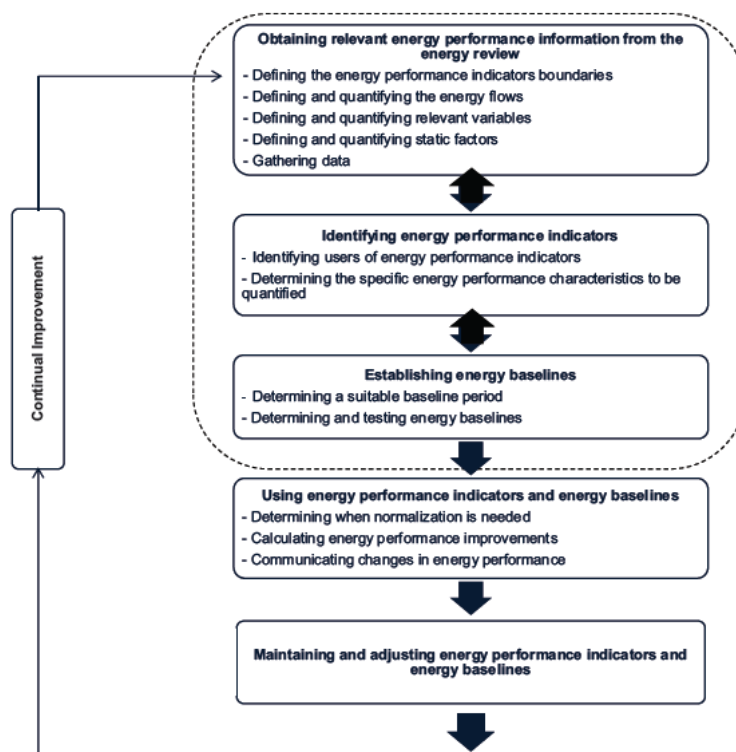 Obtaining relevant energy performance information from the
energy review
- Defining the energy performance indicators boundaries
- Defining and quantifying the energy flows
- Defining and quantifying relevant variables
- Defining and quantifying static factors
- Gathering data
Identifying energy performance indicators
- Identifying users of energy performance indicators
- Determining the specific energy performance characteristics to be
quantified
Continual Improvement
Establishing energy baselines
- Determining a suitable baseline period
- Determining and testing energy baselines
Using energy performance indicators and energy baselines
- Determining when normalization is needed
- Calculating energy performance improvements
- Communicating changes in energy performance
Maintaining and adjusting energy performance indicators and
energy baselines